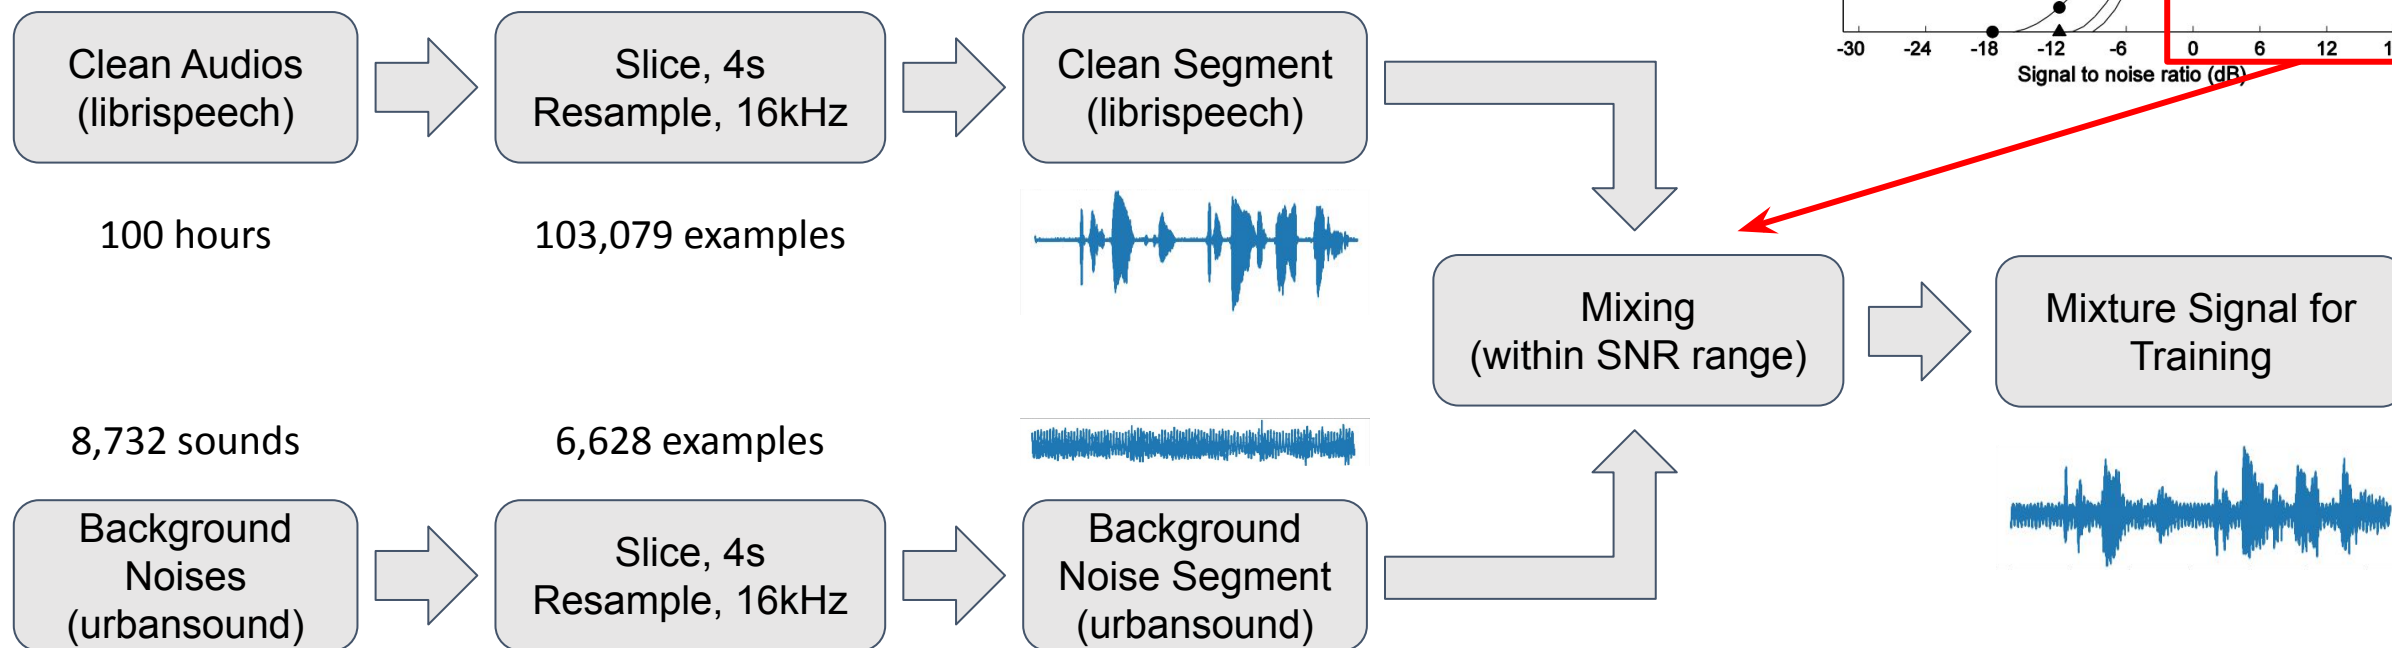 -30 -24 -18 -12 -6 0 6 12
Signal to noise ratio (dB)
Clean Audios
(librispeech)
Slice, 4s
Resample, 16kHz
Clean Segment
(librispeech)
100 hours
103,079 examples
Mixing
(within SNR range)
Mixture Signal for
Training
8,732 sounds
6,628 examples
Background
Noises
(urbansound)
Slice, 4s
Resample, 16kHz
Background
Noise Segment
(urbansound)